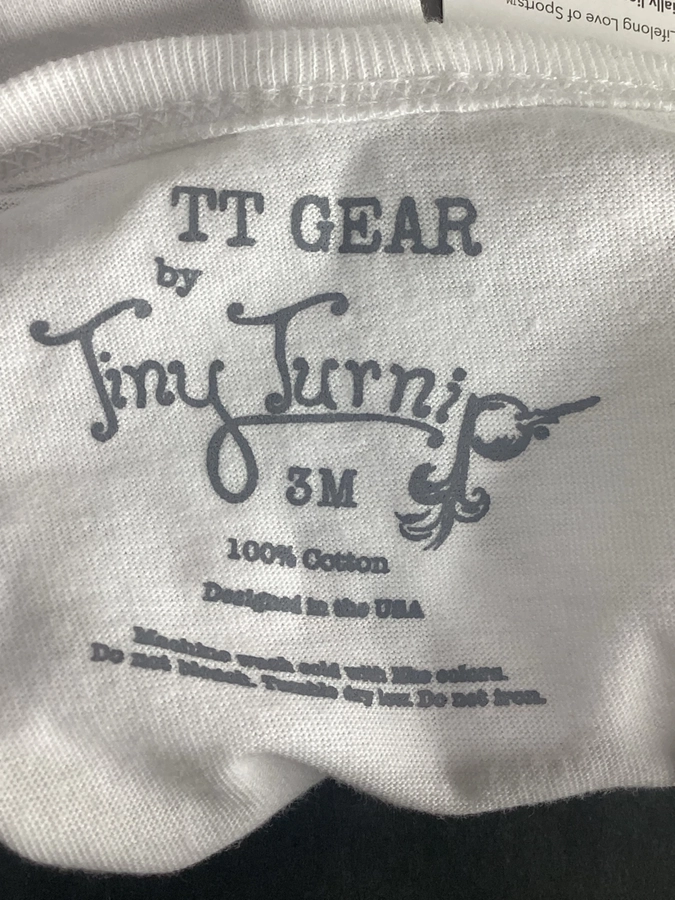 Lifelong Love of Sports™
TT GEAR
by
Tiny Turnip
3M
100% Cotton
Designed in the USA
Machine wash cold with like colors.
Do not bleach. Tumble dry low. Do not iron.